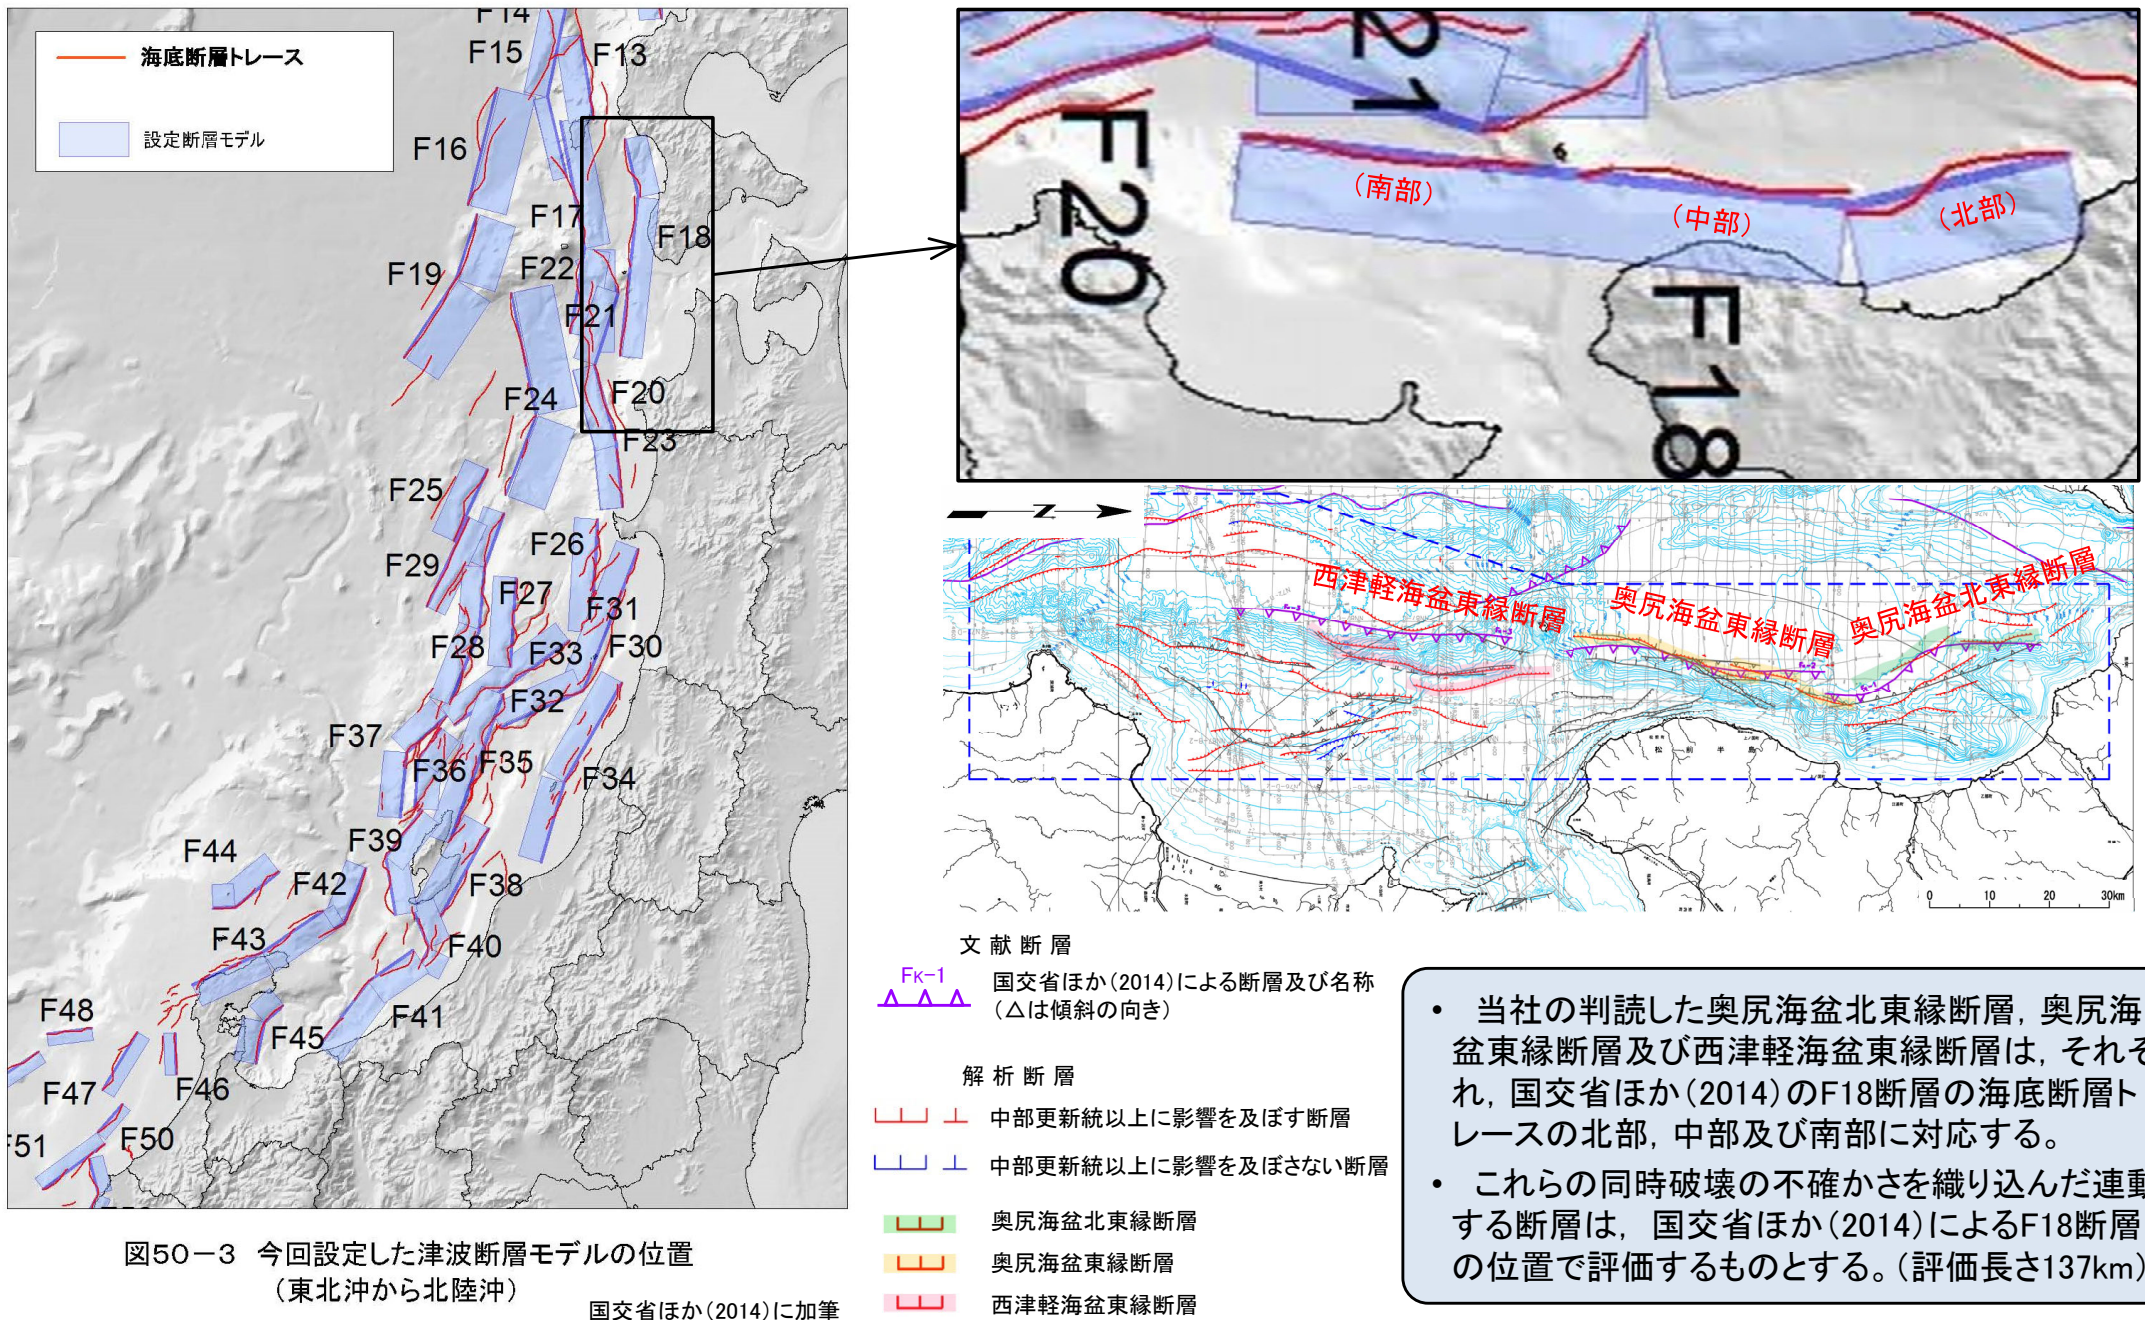 海底断層トレース
設定断層モデル
F14
F15
F13
F16
F17
F18
F19
F22
F21
F20
F24
F23
F25
F26
F29
F27
F31
F28
F33
F30
F32
F37
F36
F35
F34
F39
F44
F42
F38
F43
F40
F48
F41
F45
F47
F46
F50
F51
図50-3 今回設定した津波断層モデルの位置
(東北沖から北陸沖)
国交省ほか(2014)に加筆
21
F20
F18
(南部)
(中部)
(北部)
N
西津軽海盆東縁断層
奥尻海盆東縁断層
奥尻海盆北東縁断層
FK-3
FK-2
FK-1
松前半島
0 10 20 30km
文献断層
FK-1
国交省ほか(2014)による断層及び名称
(△は傾斜の向き)
解析断層
中部更新統以上に影響を及ぼす断層
中部更新統以上に影響を及ぼさない断層
奥尻海盆北東縁断層
奥尻海盆東縁断層
西津軽海盆東縁断層
• 当社の判読した奥尻海盆北東縁断層,奥尻海
盆東縁断層及び西津軽海盆東縁断層は,それぞ
れ,国交省ほか(2014)のF18断層の海底断層ト
レースの北部,中部及び南部に対応する。
• これらの同時破壊の不確かさを織り込んだ連動
する断層は,国交省ほか(2014)によるF18断層
の位置で評価するものとする。(評価長さ137km)